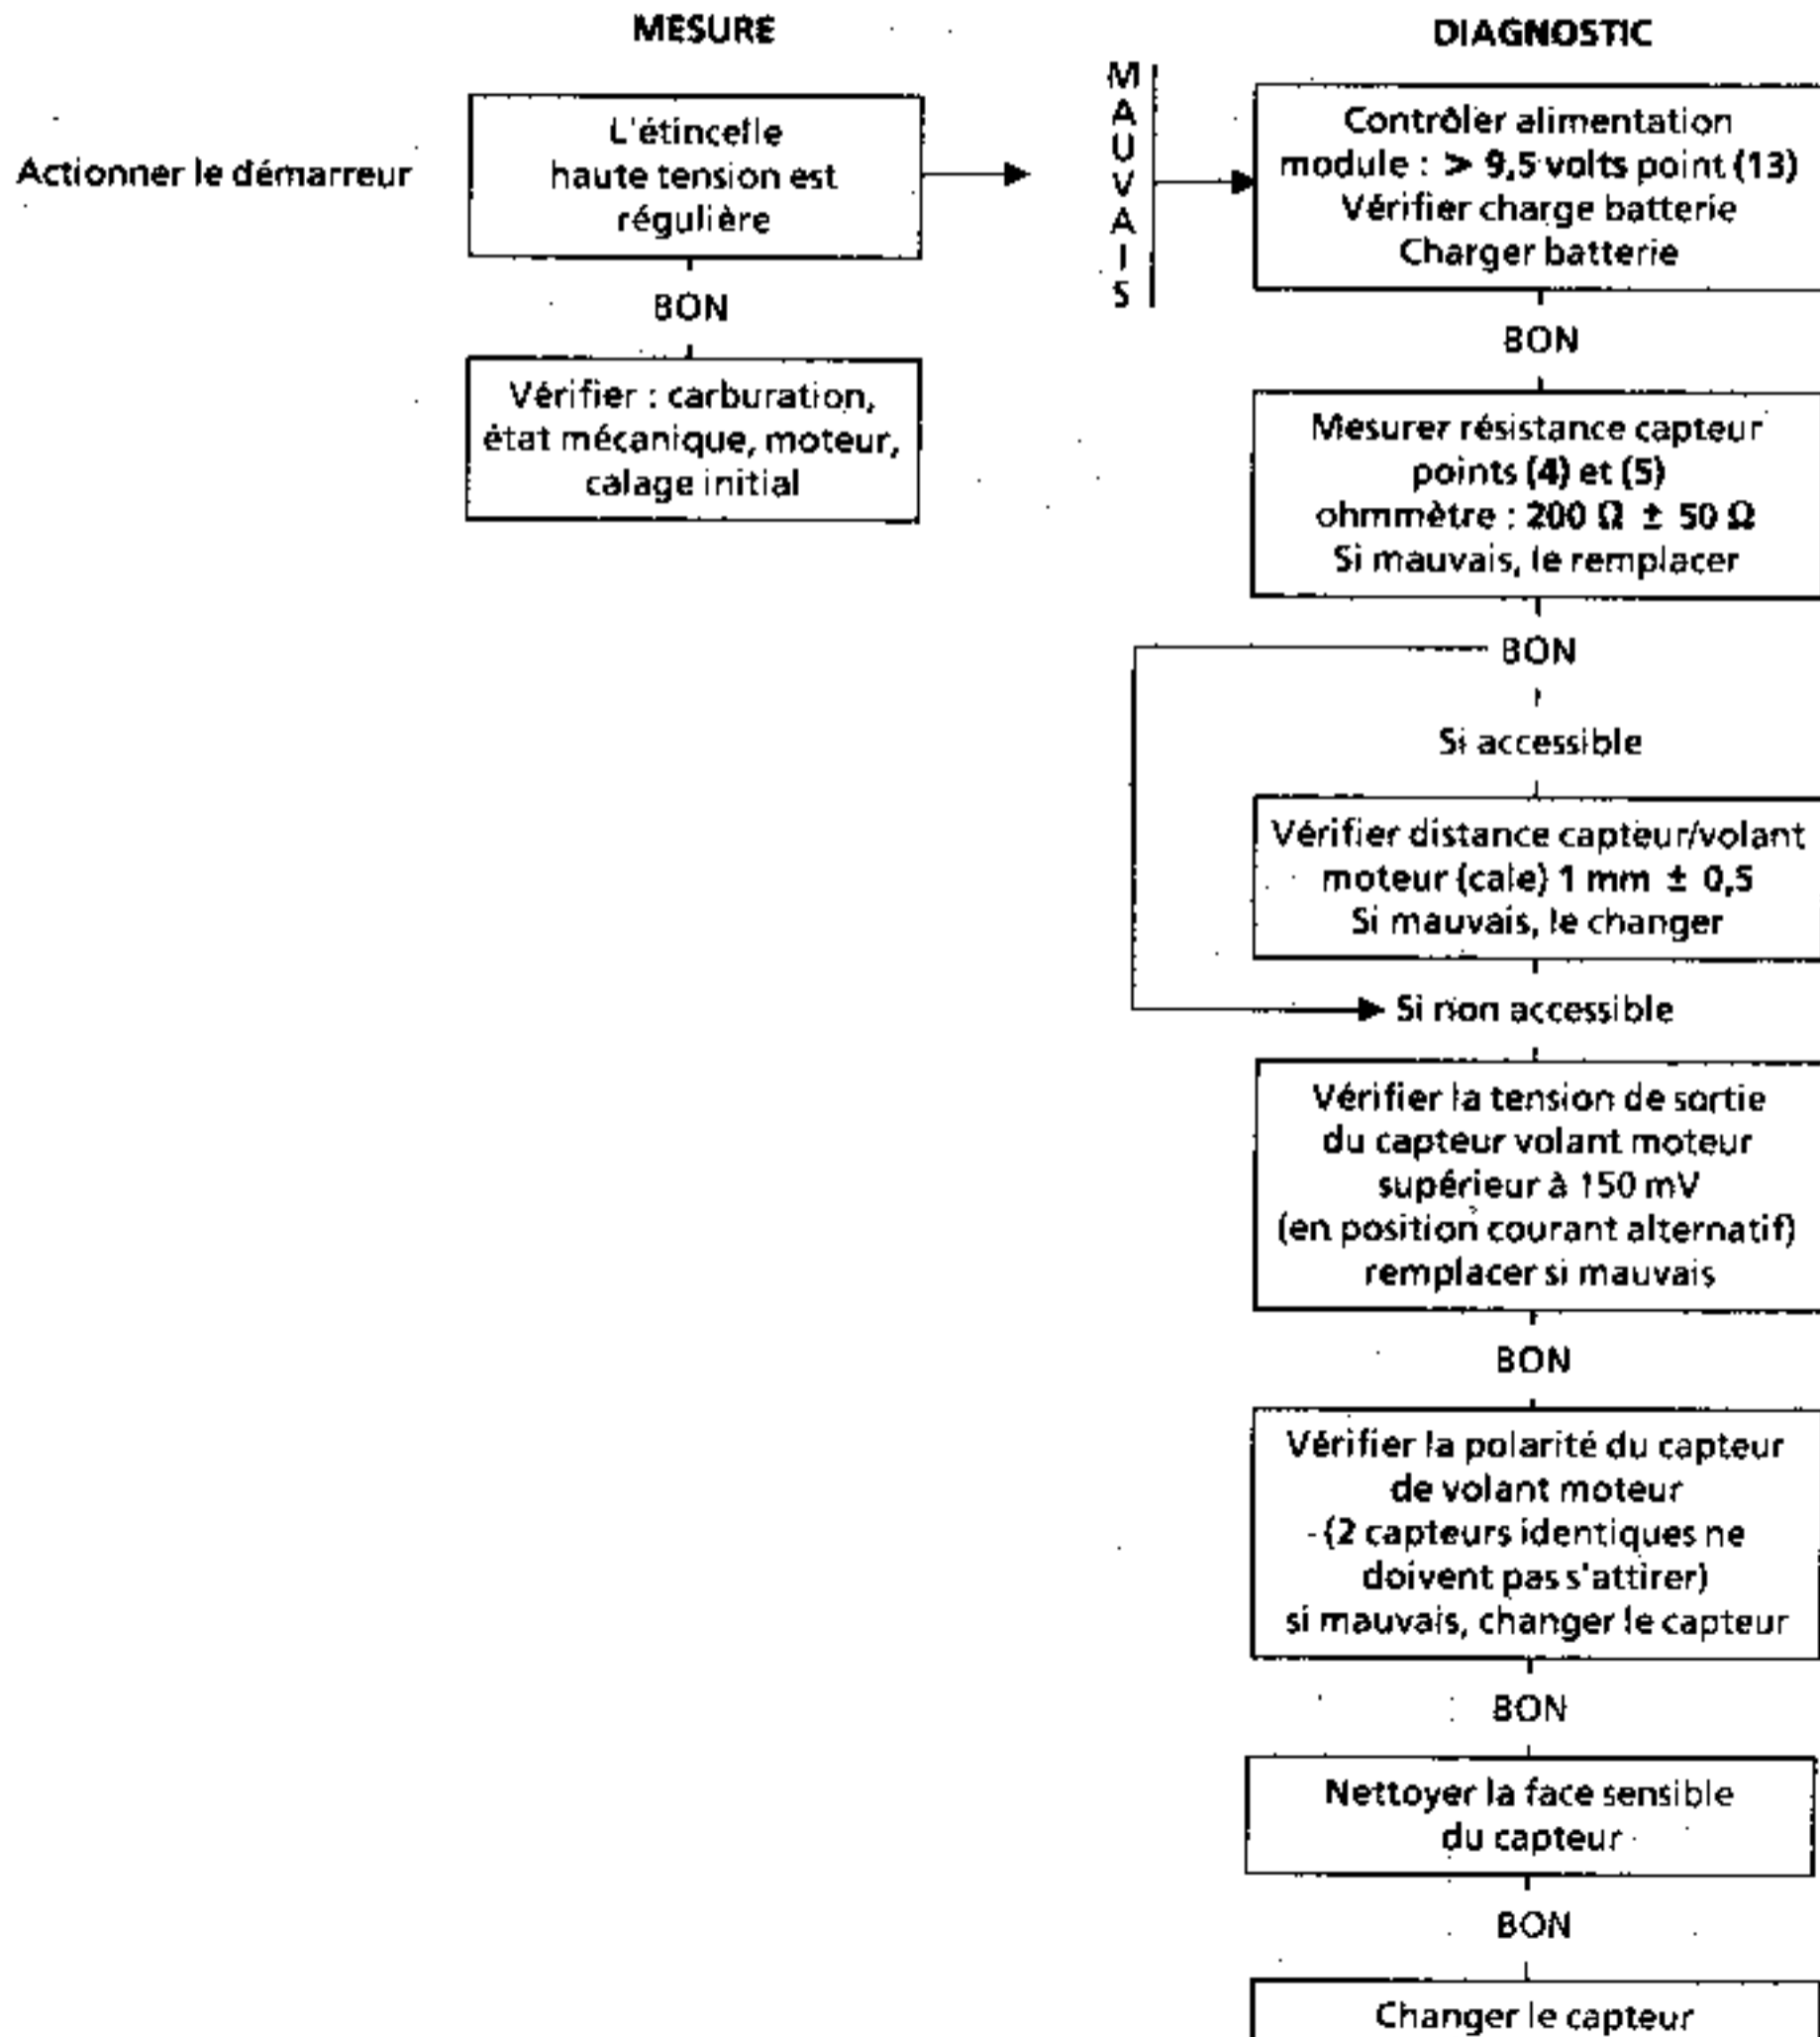 MESURE
DIAGNOSTIC
Actionner le démarreur
L'étincelle
haute tension est
régulière
BON
Vérifier : carburation,
état mécanique, moteur,
calage initial
MAUVAIS
Contrôler alimentation
module : > 9,5 volts point (13)
Vérifier charge batterie
Charger batterie
BON
Mesurer résistance capteur
points (4) et (5)
ohmmètre : 200 Ω ± 50 Ω
Si mauvais, le remplacer
BON
Si accessible
Vérifier distance capteur/volant
moteur (cale) 1 mm ± 0,5
Si mauvais, le changer
Si non accessible
Vérifier la tension de sortie
du capteur volant moteur
supérieur à 150 mV
(en position courant alternatif)
remplacer si mauvais
BON
Vérifier la polarité du capteur
de volant moteur
- (2 capteurs identiques ne
doivent pas s'attirer)
si mauvais, changer le capteur
BON
Nettoyer la face sensible
du capteur
BON
Changer le capteur